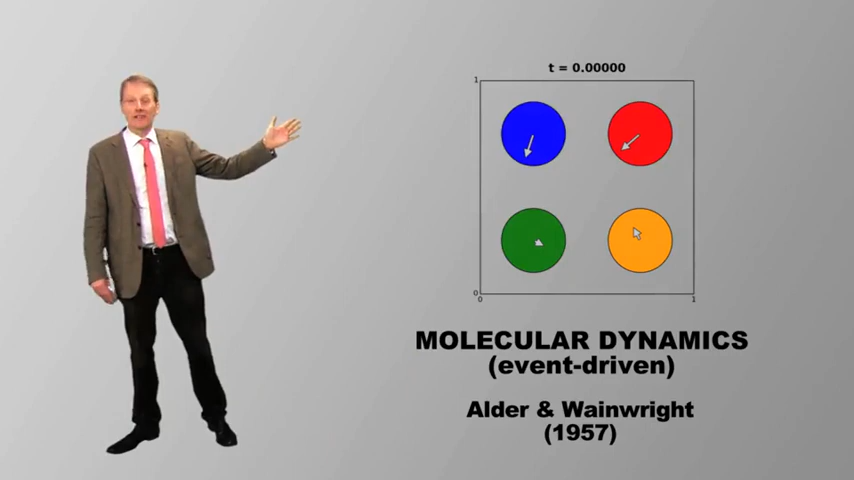 t = 0.00000
1
0
0 1
MOLECULAR DYNAMICS
(event-driven)
Alder & Wainwright
(1957)